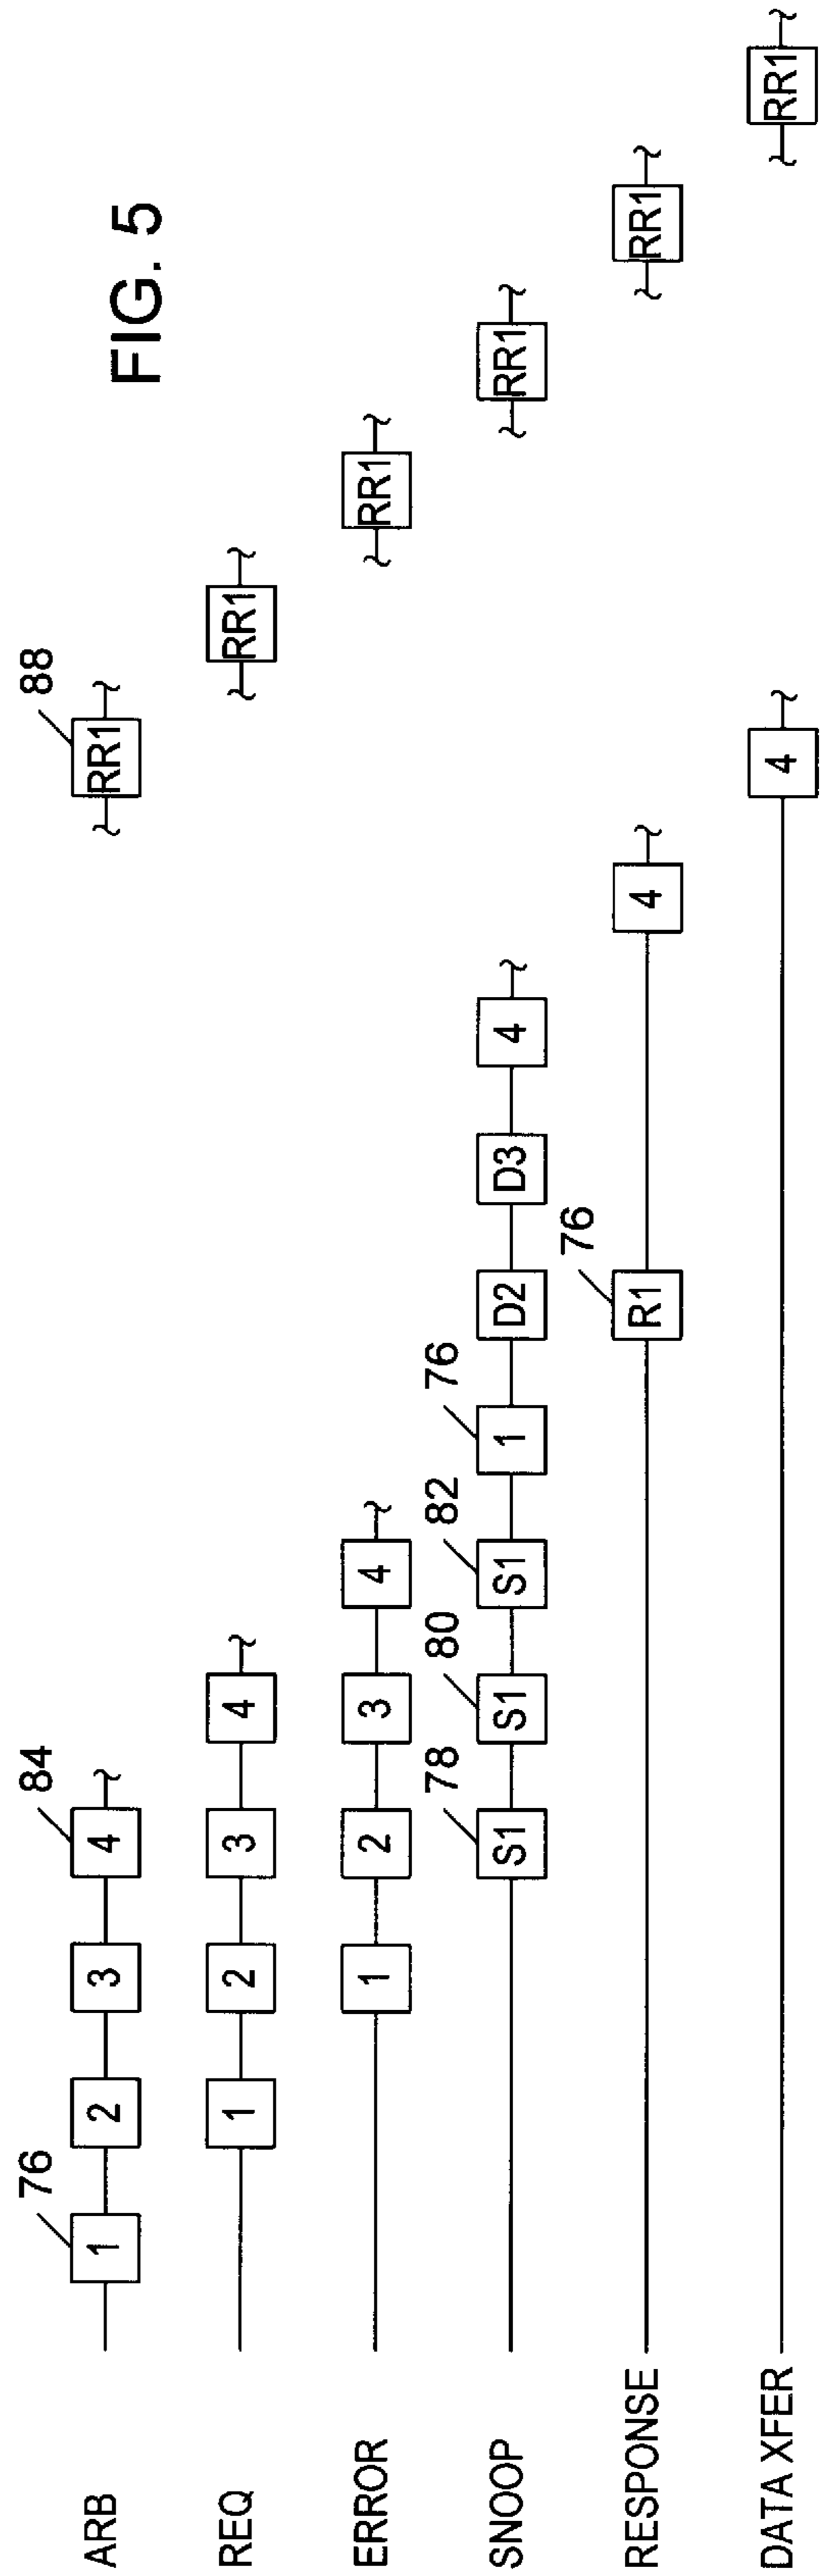 FIG. 5
76 84 88
ARB 1 2 3 4 RR1
REQ 1 2 3 4 RR1
ERROR 1 2 3 4 RR1
78 80 82 76
SNOOP S1 S1 S1 1 D2 D3 4 RR1
76
RESPONSE R1 4 RR1
DATA XFER 4 RR1